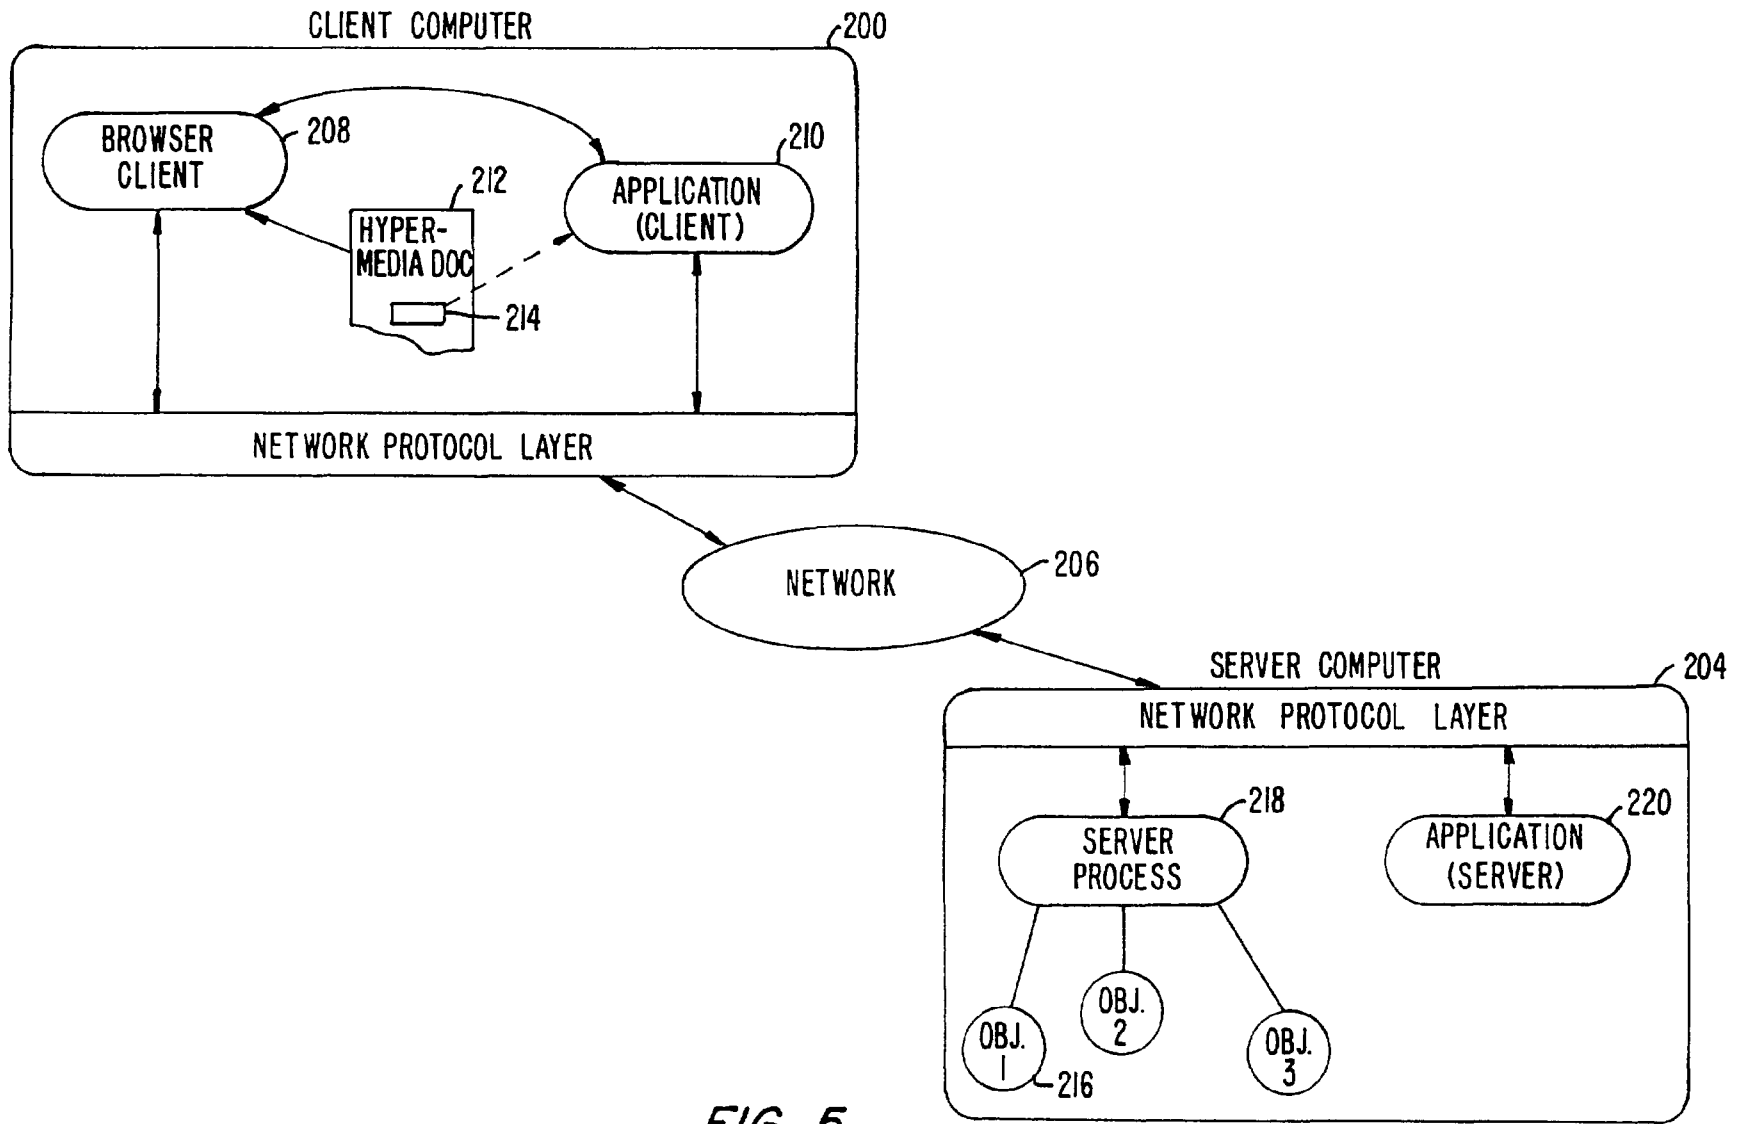 CLIENT COMPUTER
200
BROWSER
CLIENT
208
210
APPLICATION
(CLIENT)
212
HYPER-
MEDIA DOC
214
NETWORK PROTOCOL LAYER
NETWORK
206
SERVER COMPUTER
204
NETWORK PROTOCOL LAYER
218
SERVER
PROCESS
220
APPLICATION
(SERVER)
OBJ.
1
216
OBJ.
2
OBJ.
3
FIG. 5